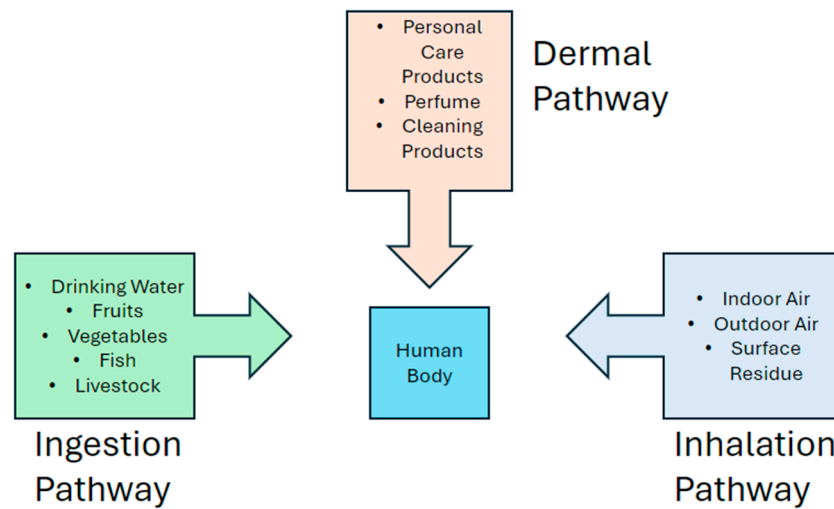 • Personal
Care
Products
• Perfume
• Cleaning
Products
Dermal
Pathway
• Drinking Water
• Fruits
• Vegetables
• Fish
• Livestock
Ingestion
Pathway
Human
Body
• Indoor Air
• Outdoor Air
• Surface
Residue
Inhalation
Pathway